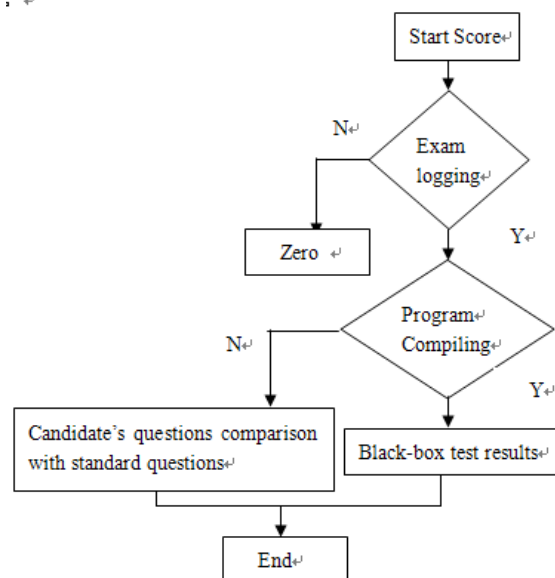 Start Score
N
Exam
logging
Y
Zero
Program
Compiling
N
Y
Candidate's questions comparison
with standard questions
Black-box test results
End